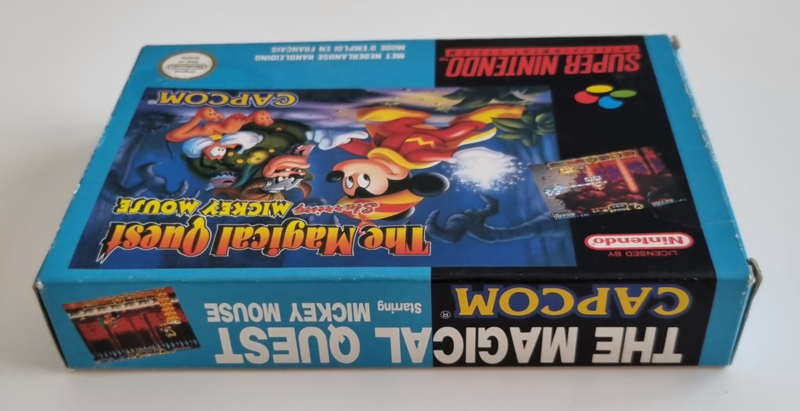 THE MAGICAL QUEST
Starring MICKEY MOUSE
CAPCOM®
LICENSED BY
Nintendo
The Magical Quest
Starring MICKEY MOUSE
CAPCOM™
SUPER NINTENDO
ENTERTAINMENT SYSTEM
MET NEDERLANDSE HANDLEIDING
MODE D'EMPLOI EN FRANÇAIS